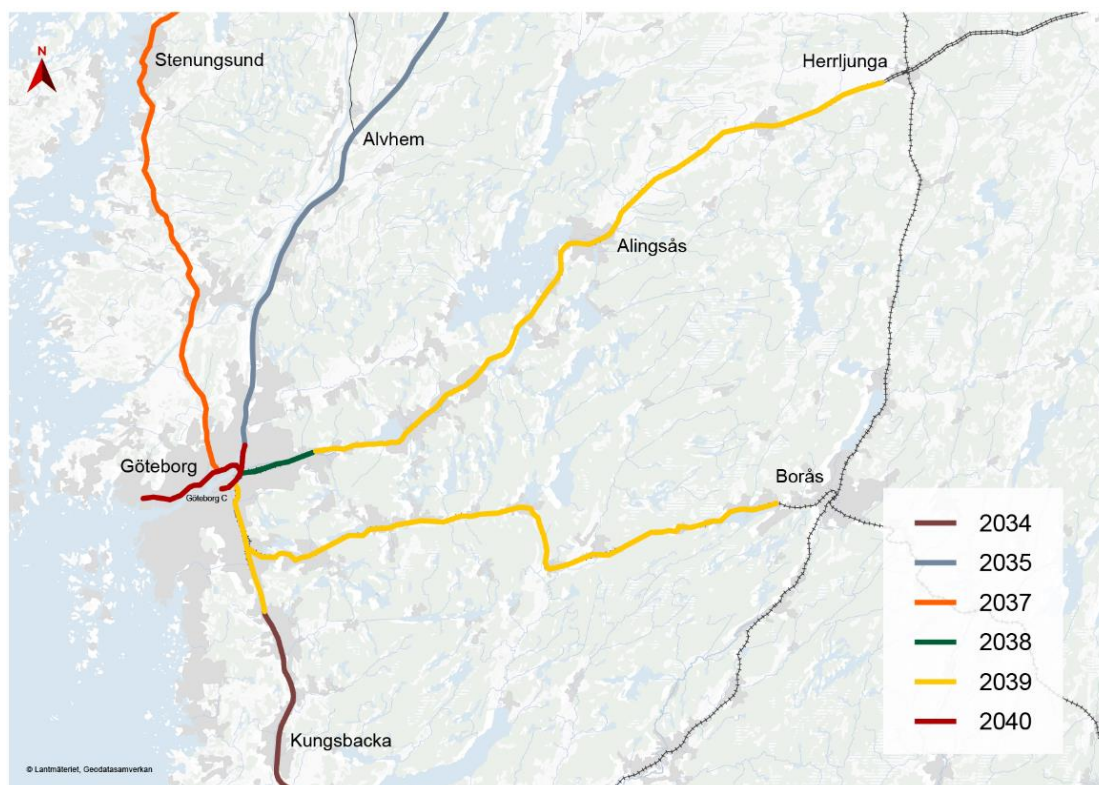 Herrljunga
Stenungsund
N
Alvhem
Alingsås
Göteborg
Göteborg C
Borås
2034
2035
2037
2038
2039
2040
Kungsbacka
© Lantmäteriet, Geodatasamverkan